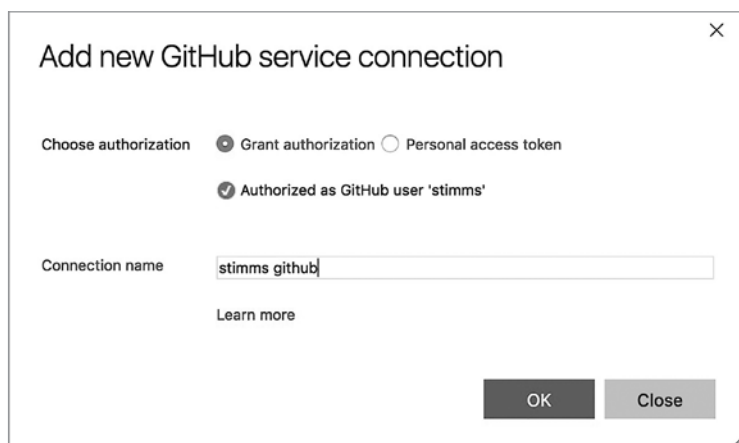 Add new GitHub service connection
Choose authorization Grant authorization Personal access token
Authorized as GitHub user 'stimms'
Connection name stimms github
Learn more
OK Close